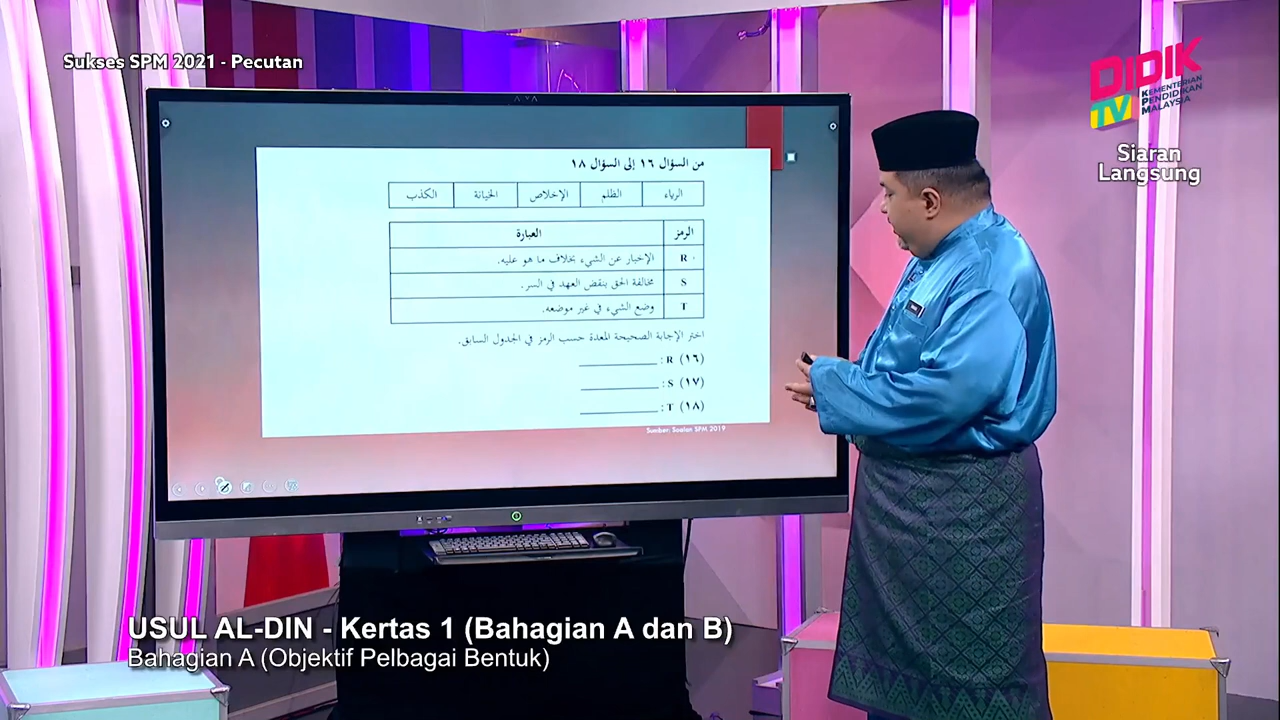 Sukses SPM 2021 - Pecutan
DIDIK
TV
KEMENTERIAN
PENDIDIKAN
MALAYSIA
Siaran
Langsung
من السؤال ١٦ إلى السؤال ١٨
الرياء الظلم الإخلاص الخيانة الكذب
الرمز العبارة
R الإخبار عن الشيء بخلاف ما هو عليه.
S مخالفة الحق بنقض العهد في السر.
T وضع الشيء في غير موضعه.
اختر الإجابة الصحيحة المعدة حسب الرمز في الجدول السابق.
(١٦) R : ____________
(١٧) S : ____________
(١٨) T : ____________
Sumber: Soalan SPM 2019
USUL AL-DIN - Kertas 1 (Bahagian A dan B)
Bahagian A (Objektif Pelbagai Bentuk)